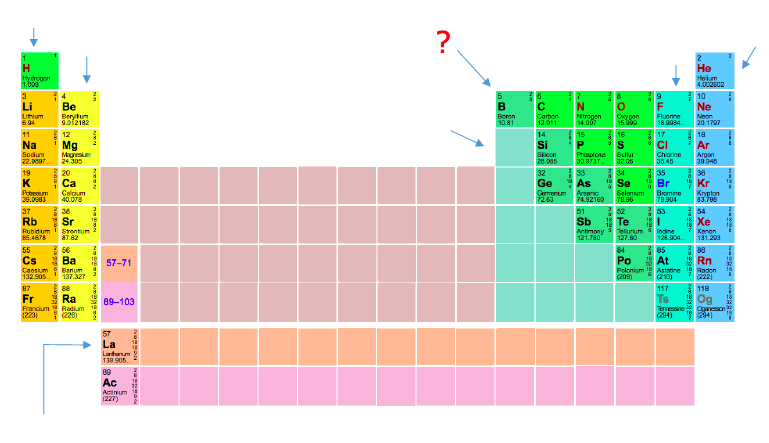 ?
1
H
Hydrogen
1.008
2
He
Helium
4.002602
3
Li
Lithium
6.94
4
Be
Beryllium
9.012182
5
B
Boron
10.81
6
C
Carbon
12.011
7
N
Nitrogen
14.007
8
O
Oxygen
15.999
9
F
Fluorine
18.9984...
10
Ne
Neon
20.1797
11
Na
Sodium
22.9897...
12
Mg
Magnesium
24.305
14
Si
Silicon
28.085
15
P
Phosphorus
30.9737...
16
S
Sulfur
32.06
17
Cl
Chlorine
35.45
18
Ar
Argon
39.948
19
K
Potassium
39.0983
20
Ca
Calcium
40.078
32
Ge
Germanium
72.63
33
As
Arsenic
74.92160
34
Se
Selenium
78.96
35
Br
Bromine
79.904
36
Kr
Krypton
83.798
37
Rb
Rubidium
85.4678
38
Sr
Strontium
87.62
51
Sb
Antimony
121.760
52
Te
Tellurium
127.60
53
I
Iodine
126.904...
54
Xe
Xenon
131.293
55
Cs
Caesium
132.905...
56
Ba
Barium
137.327
57–71
84
Po
Polonium
(209)
85
At
Astatine
(210)
86
Rn
Radon
(222)
87
Fr
Francium
(223)
88
Ra
Radium
(226)
89–103
117
Ts
Tennessine
(294)
118
Og
Oganesson
(294)
57
La
Lanthanum
138.905...
89
Ac
Actinium
(227)